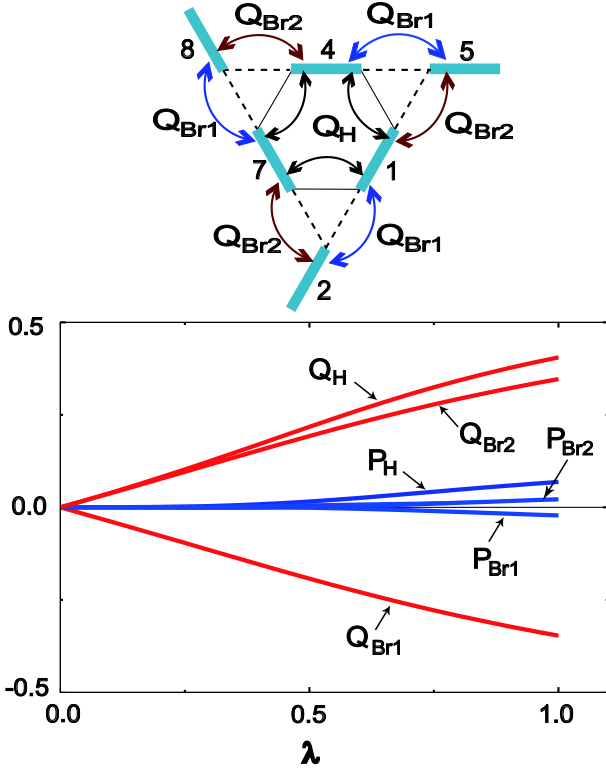 Q_Br2 Q_Br1
8 4 5
Q_Br1 Q_H Q_Br2
7 1
Q_Br2 Q_Br1
2
0.5
Q_H
Q_Br2
P_H P_Br2
0.0
P_Br1
Q_Br1
-0.5
0.0 0.5 1.0
λ